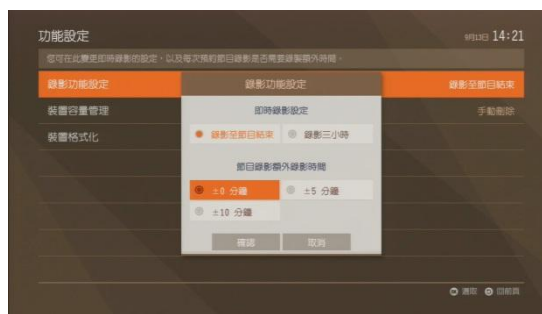 功能設定
9月13日 14:21
您可在此變更即時錄影的設定，以及每次預約節目錄影是否需要錄製額外時間。
錄影功能設定 錄影至節目結束
裝置容量管理 手動刪除
裝置格式化
錄影功能設定
即時錄影設定
錄影至節目結束 錄影三小時
節目錄影額外錄影時間
±0 分鐘 ±5 分鐘
±10 分鐘
確認 取消
選取 回前頁